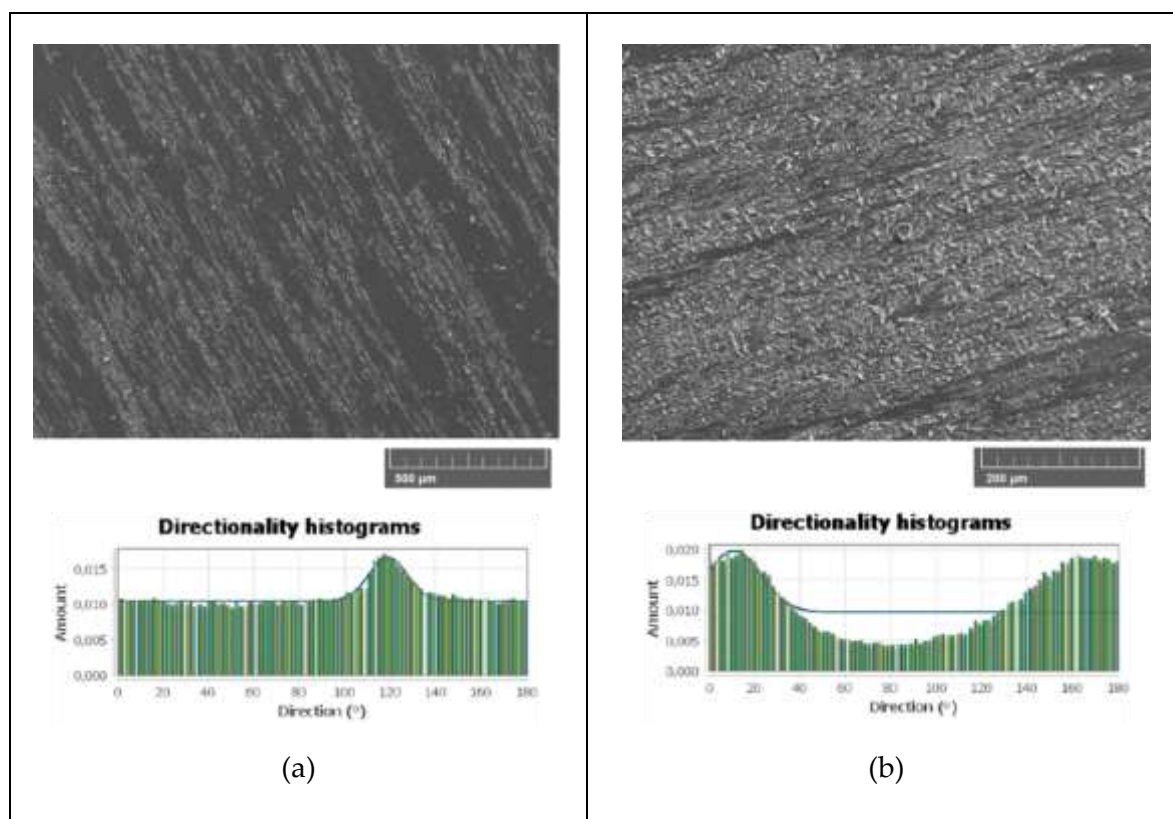 500 µm
Directionality histograms
0,015
0,010
0,005
0,000
Amount
0 20 40 60 80 100 120 140 160 180
Direction (°)
(a)
200 µm
Directionality histograms
0,020
0,015
0,010
0,005
0,000
Amount
0 20 40 60 80 100 120 140 160 180
Direction (°)
(b)